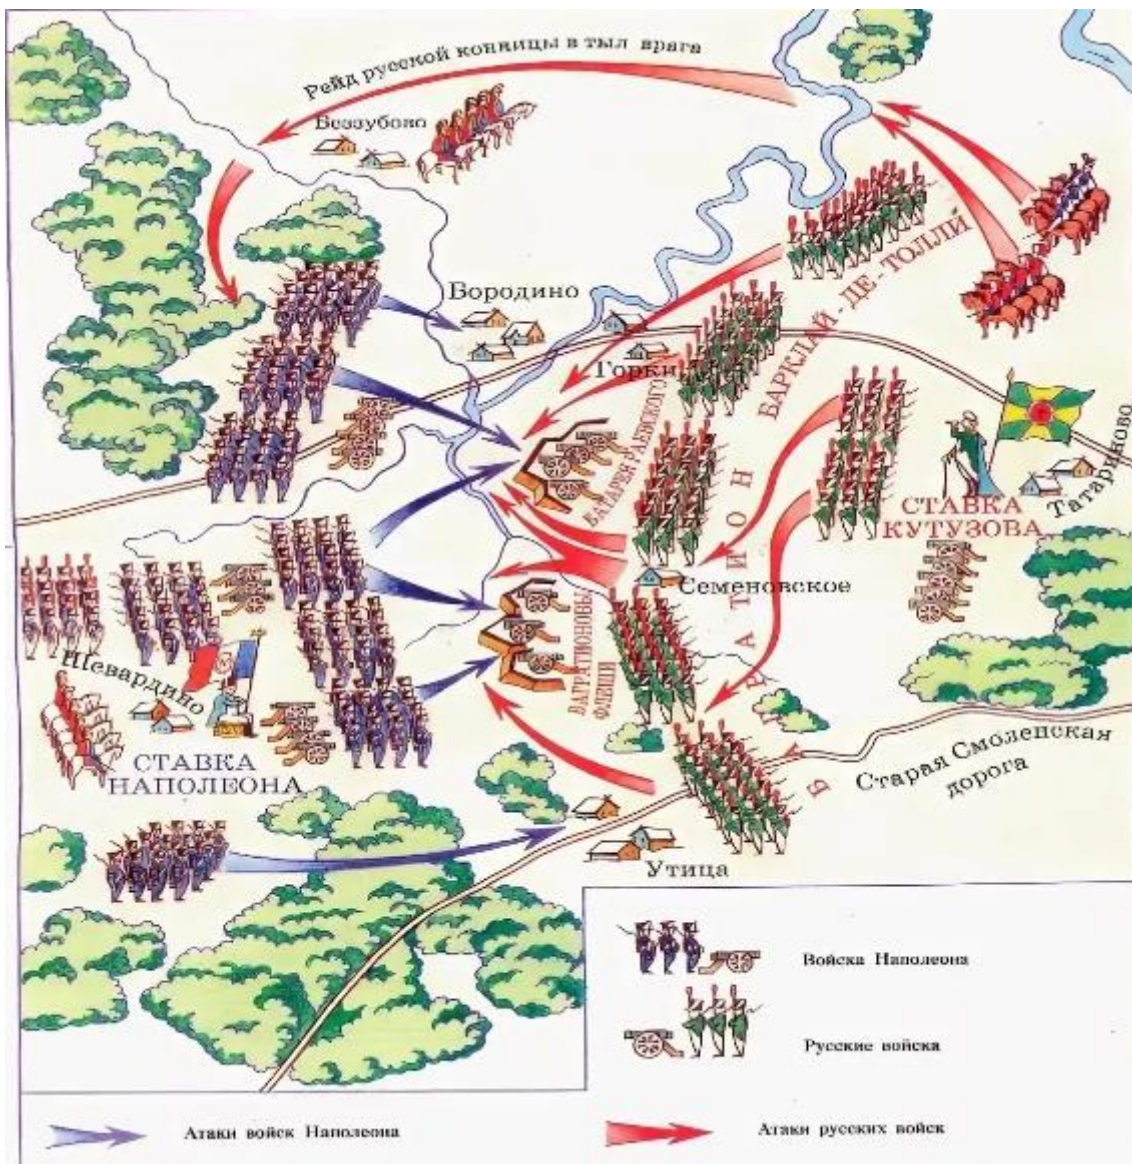 Рейд русской конницы в тыл врага
Беззубово
Бородино
Горки
БАРКЛАЙ-ДЕ-ТОЛЛИ
БАТАРЕЯ РАЕВСКОГО
Татариново
СТАВКА
КУТУЗОВА
БАГРАТИОН
Семеновское
БАГРАТИОНОВЫ
ФЛЕШИ
Шевардино
СТАВКА
НАПОЛЕОНА
Старая Смоленская
дорога
Утица
Войска Наполеона
Русские войска
Атаки войск Наполеона
Атаки русских войск